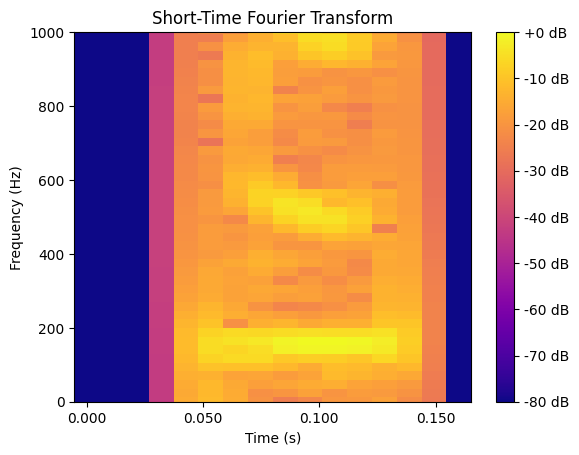 Short-Time Fourier Transform
1000
800
600
400
200
0
Frequency (Hz)
0.000
0.050
0.100
0.150
Time (s)
+0 dB
-10 dB
-20 dB
-30 dB
-40 dB
-50 dB
-60 dB
-70 dB
-80 dB